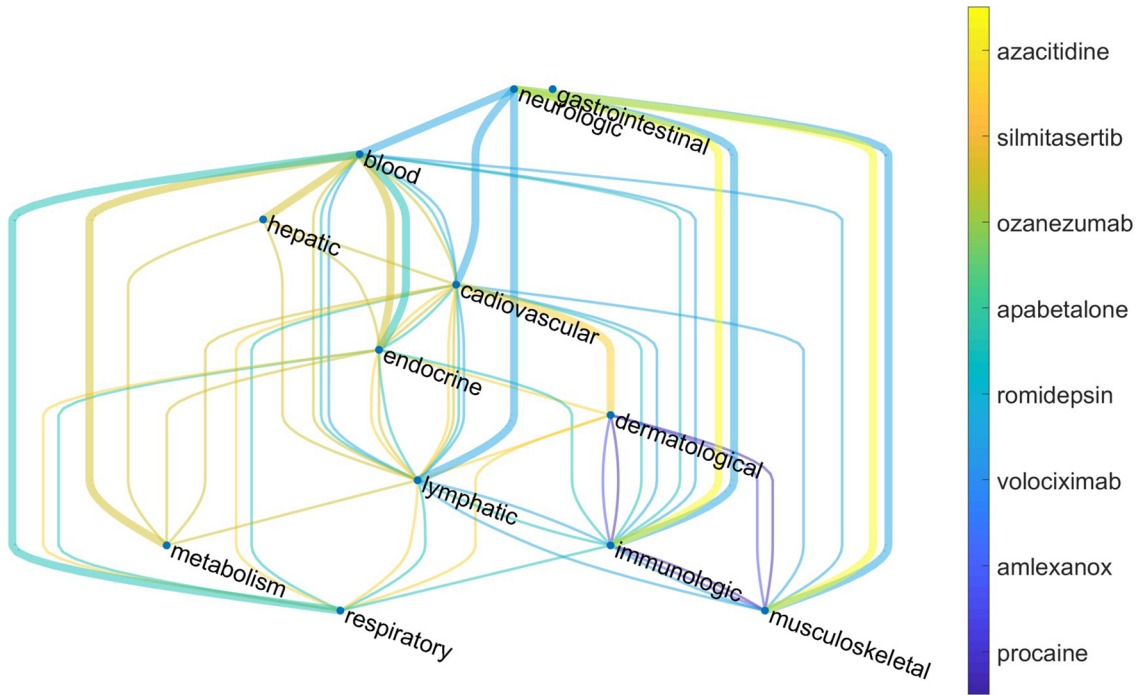 gastrointestinal
neurologic
blood
hepatic
cadiovascular
endocrine
dermatological
lymphatic
metabolism
immunologic
respiratory
musculoskeletal
azacitidine
silmitasertib
ozanezumab
apabetalone
romidepsin
volociximab
amlexanox
procaine